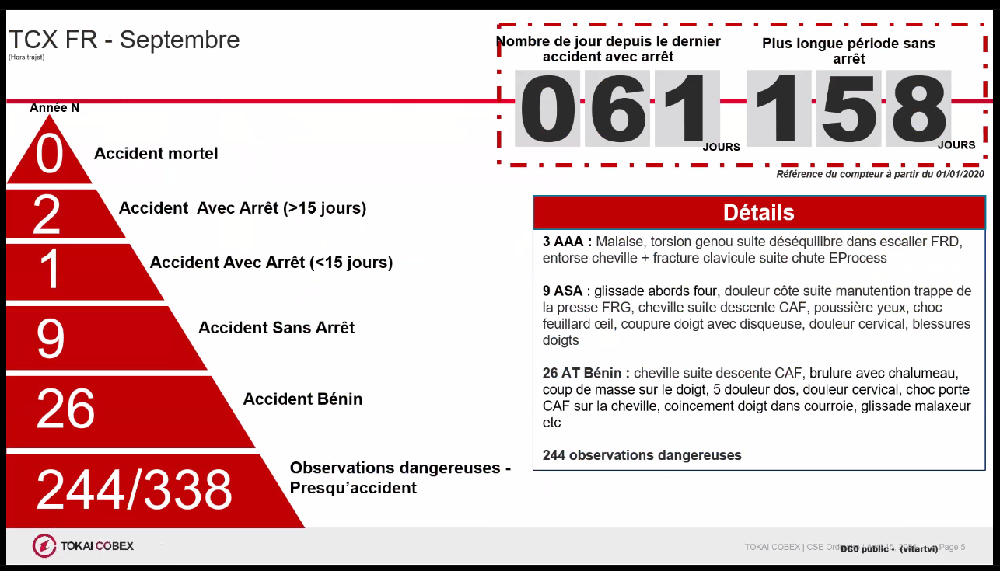 TCX FR - Septembre
(Hors trajet)
Nombre de jour depuis le dernier
accident avec arrêt
061
JOURS
Plus longue période sans
arrêt
158
JOURS
Référence du compteur à partir du 01/01/2020
Année N
0
Accident mortel
2
Accident Avec Arrêt (>15 jours)
1
Accident Avec Arrêt (<15 jours)
9
Accident Sans Arrêt
26
Accident Bénin
244/338
Observations dangereuses -
Presqu'accident
Détails
3 AAA : Malaise, torsion genou suite déséquilibre dans escalier FRD,
entorse cheville + fracture clavicule suite chute EProcess
9 ASA : glissade abords four, douleur côte suite manutention trappe de
la presse FRG, cheville suite descente CAF, poussière yeux, choc
feuillard œil, coupure doigt avec disqueuse, douleur cervical, blessures
doigts
26 AT Bénin : cheville suite descente CAF, brulure avec chalumeau,
coup de masse sur le doigt, 5 douleur dos, douleur cervical, choc porte
CAF sur la cheville, coincement doigt dans courroie, glissade malaxeur
etc
244 observations dangereuses
TOKAI COBEX
TOKAI COBEX | CSE
Page 5
DC0 public - (vitartvi)